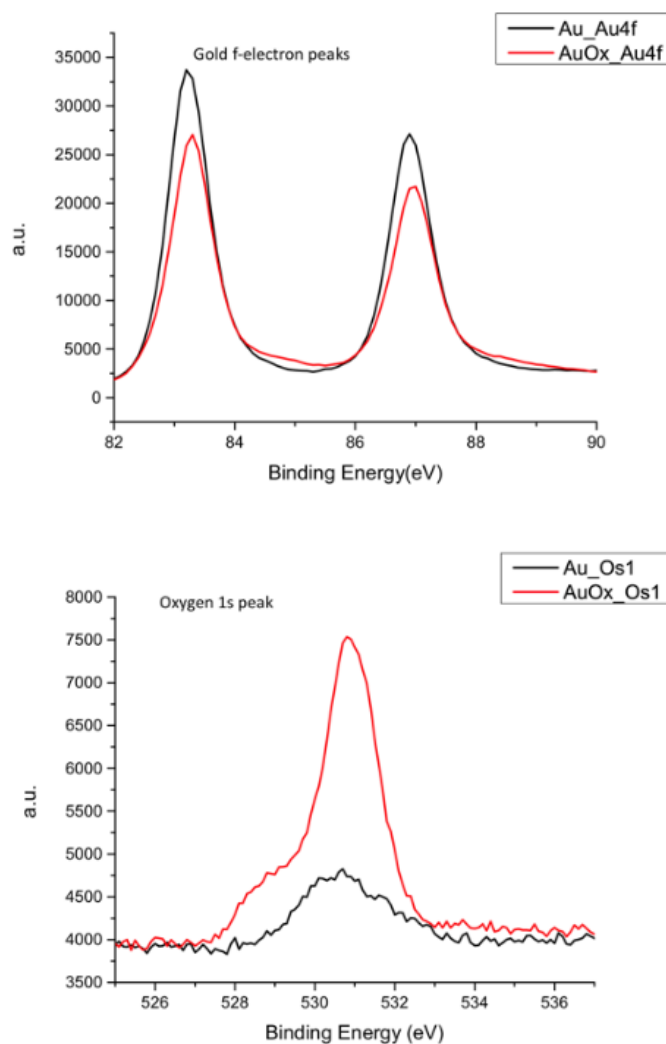 Au_Au4f
AuOx_Au4f
Gold f-electron peaks
35000
30000
25000
20000
15000
10000
5000
0
a.u.
82 84 86 88 90
Binding Energy(eV)
Au_Os1
AuOx_Os1
Oxygen 1s peak
8000
7500
7000
6500
6000
5500
5000
4500
4000
3500
a.u.
526 528 530 532 534 536
Binding Energy (eV)